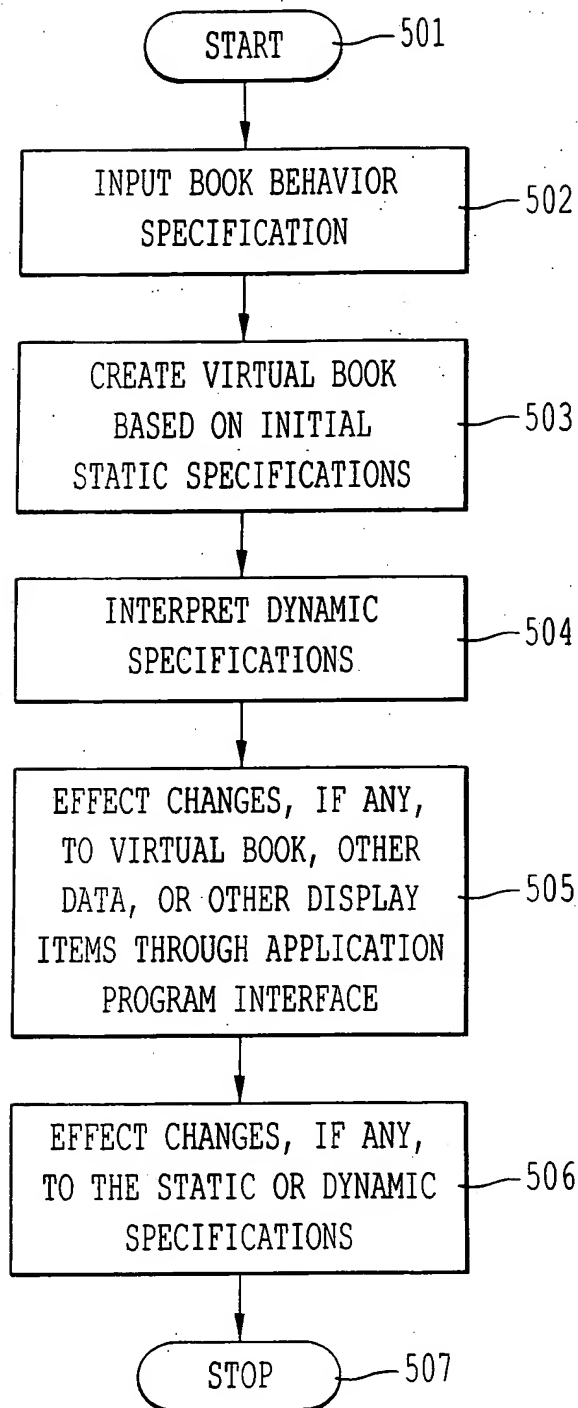 START
501
INPUT BOOK BEHAVIOR
SPECIFICATION
502
CREATE VIRTUAL BOOK
BASED ON INITIAL
STATIC SPECIFICATIONS
503
INTERPRET DYNAMIC
SPECIFICATIONS
504
EFFECT CHANGES, IF ANY,
TO VIRTUAL BOOK, OTHER
DATA, OR OTHER DISPLAY
ITEMS THROUGH APPLICATION
PROGRAM INTERFACE
505
EFFECT CHANGES, IF ANY,
TO THE STATIC OR DYNAMIC
SPECIFICATIONS
506
STOP
507